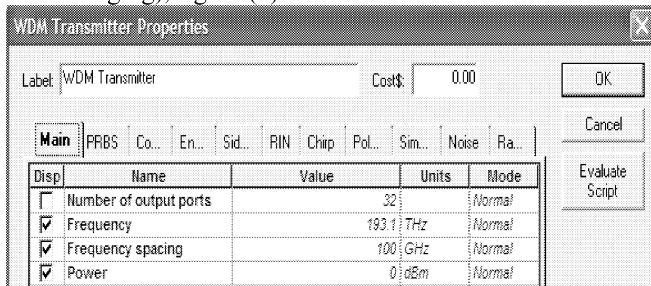 WDM Transmitter Properties
Label: WDM Transmitter Cost$: 0.00 OK
Cancel
Main PRBS Co... En... Sid... RIN Chirp Pol... Sim... Noise Ra...
Evaluate Script
Disp Name Value Units Mode
Number of output ports 32 Normal
Frequency 193.1 THz Normal
Frequency spacing 100 GHz Normal
Power 0 dBm Normal